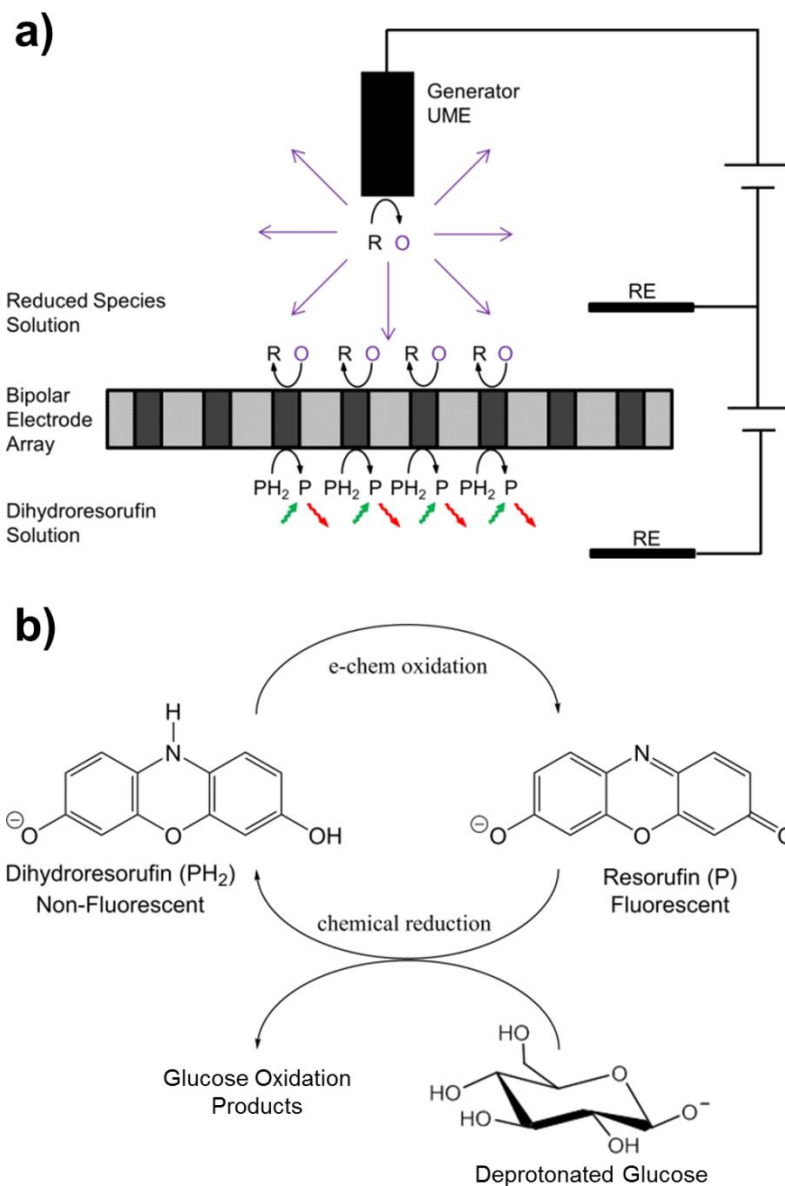 a)
Generator
UME
R O
Reduced Species
Solution
RE
R O R O R O R O
Bipolar
Electrode
Array
PH2 P PH2 P PH2 P PH2 P
Dihydroresorufin
Solution
RE
b)
e-chem oxidation
H
N
⊖
O
O
OH
N
⊖
O
O
O
Dihydroresorufin (PH2)
Non-Fluorescent
Resorufin (P)
Fluorescent
chemical reduction
Glucose Oxidation
Products
HO
O
HO
HO
OH
O−
Deprotonated Glucose